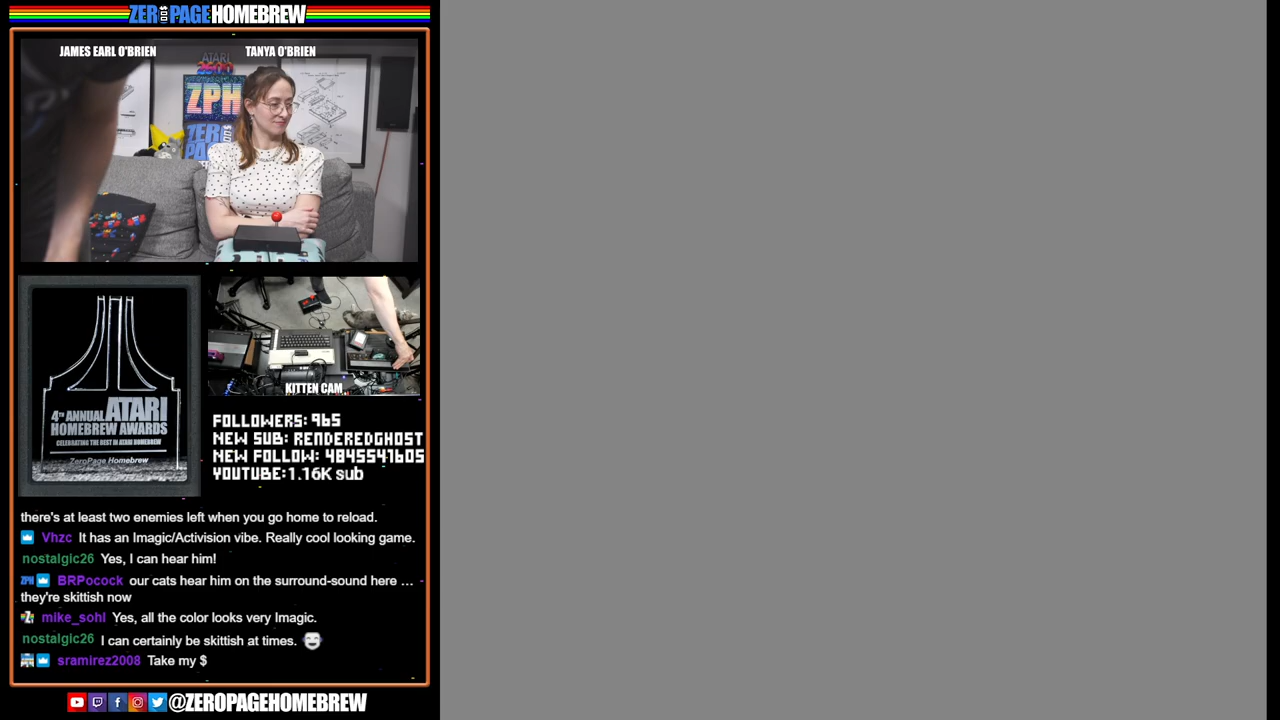 ZEROPAGE HOMEBREW
JAMES EARL O'BRIEN
TANYA O'BRIEN
ATARI
2600
ZPH
4TH ANNUAL ATARI
HOMEBREW AWARDS
CELEBRATING THE BEST IN ATARI HOMEBREW
ZeroPage Homebrew
KITTEN CAM
FOLLOWERS: 965
NEW SUB: RENDEREDGHOST
NEW FOLLOW: 4845541605
YOUTUBE: 1.16K sub
there's at least two enemies left when you go home to reload.
Vhzc It has an Imagic/Activision vibe. Really cool looking game.
nostalgic26 Yes, I can hear him!
ZPH BRPocock our cats hear him on the surround-sound here …
they're skittish now
mike_sohl Yes, all the color looks very Imagic.
nostalgic26 I can certainly be skittish at times.
sramirez2008 Take my $
@ZEROPAGEHOMEBREW